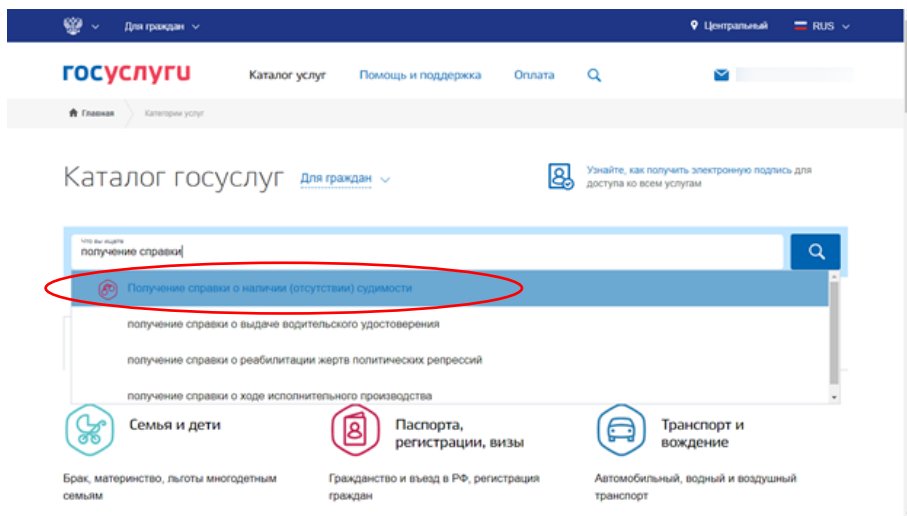 Для граждан
Центральный
RUS
госуслуги
Каталог услуг
Помощь и поддержка
Оплата
Главная
Категории услуг
Каталог госуслуг
Для граждан
Узнайте, как получить электронную подпись для
доступа ко всем услугам
Что вы ищете
получение справки
Получение справки о наличии (отсутствии) судимости
получение справки о выдаче водительского удостоверения
получение справки о реабилитации жертв политических репрессий
получение справки о ходе исполнительного производства
Семья и дети
Брак, материнство, льготы многодетным
семьям
Паспорта,
регистрации, визы
Гражданство и въезд в РФ, регистрация
граждан
Транспорт и
вождение
Автомобильный, водный и воздушный
транспорт